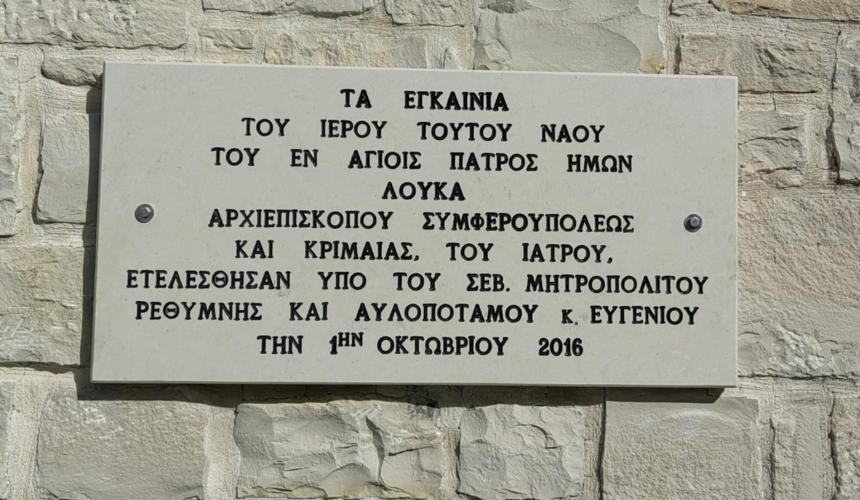 ΤΑ ΕΓΚΑΙΝΙΑ
ΤΟΥ ΙΕΡΟΥ ΤΟΥΤΟΥ ΝΑΟΥ
ΤΟΥ ΕΝ ΑΓΙΟΙΣ ΠΑΤΡΟΣ ΗΜΩΝ
ΛΟΥΚΑ
ΑΡΧΙΕΠΙΣΚΟΠΟΥ ΣΥΜΦΕΡΟΥΠΟΛΕΩΣ
ΚΑΙ ΚΡΙΜΑΙΑΣ, ΤΟΥ ΙΑΤΡΟΥ,
ΕΤΕΛΕΣΘΗΣΑΝ ΥΠΟ ΤΟΥ ΣΕΒ. ΜΗΤΡΟΠΟΛΙΤΟΥ
ΡΕΘΥΜΝΗΣ ΚΑΙ ΑΥΛΟΠΟΤΑΜΟΥ κ. ΕΥΓΕΝΙΟΥ
ΤΗΝ 1ΗΝ ΟΚΤΩΒΡΙΟΥ 2016